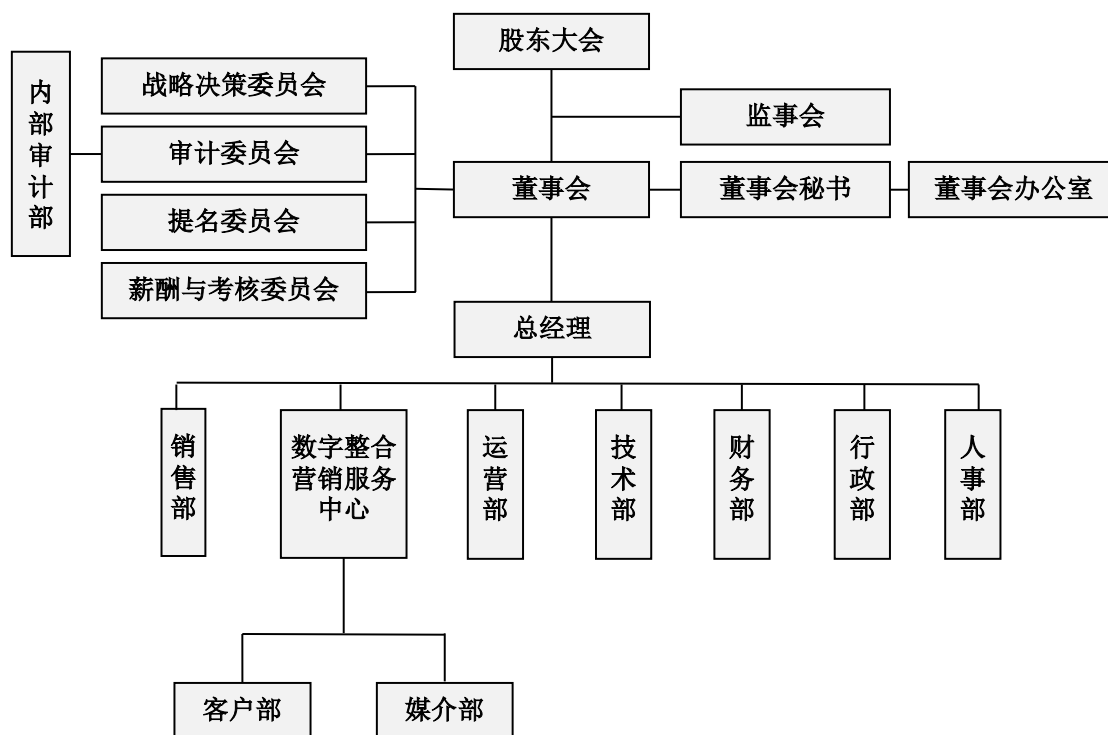 股东大会
战略决策委员会
监事会
内部审计部
审计委员会
董事会
董事会秘书
董事会办公室
提名委员会
薪酬与考核委员会
总经理
销售部
数字整合
营销服务
中心
运营部
技术部
财务部
行政部
人事部
客户部
媒介部